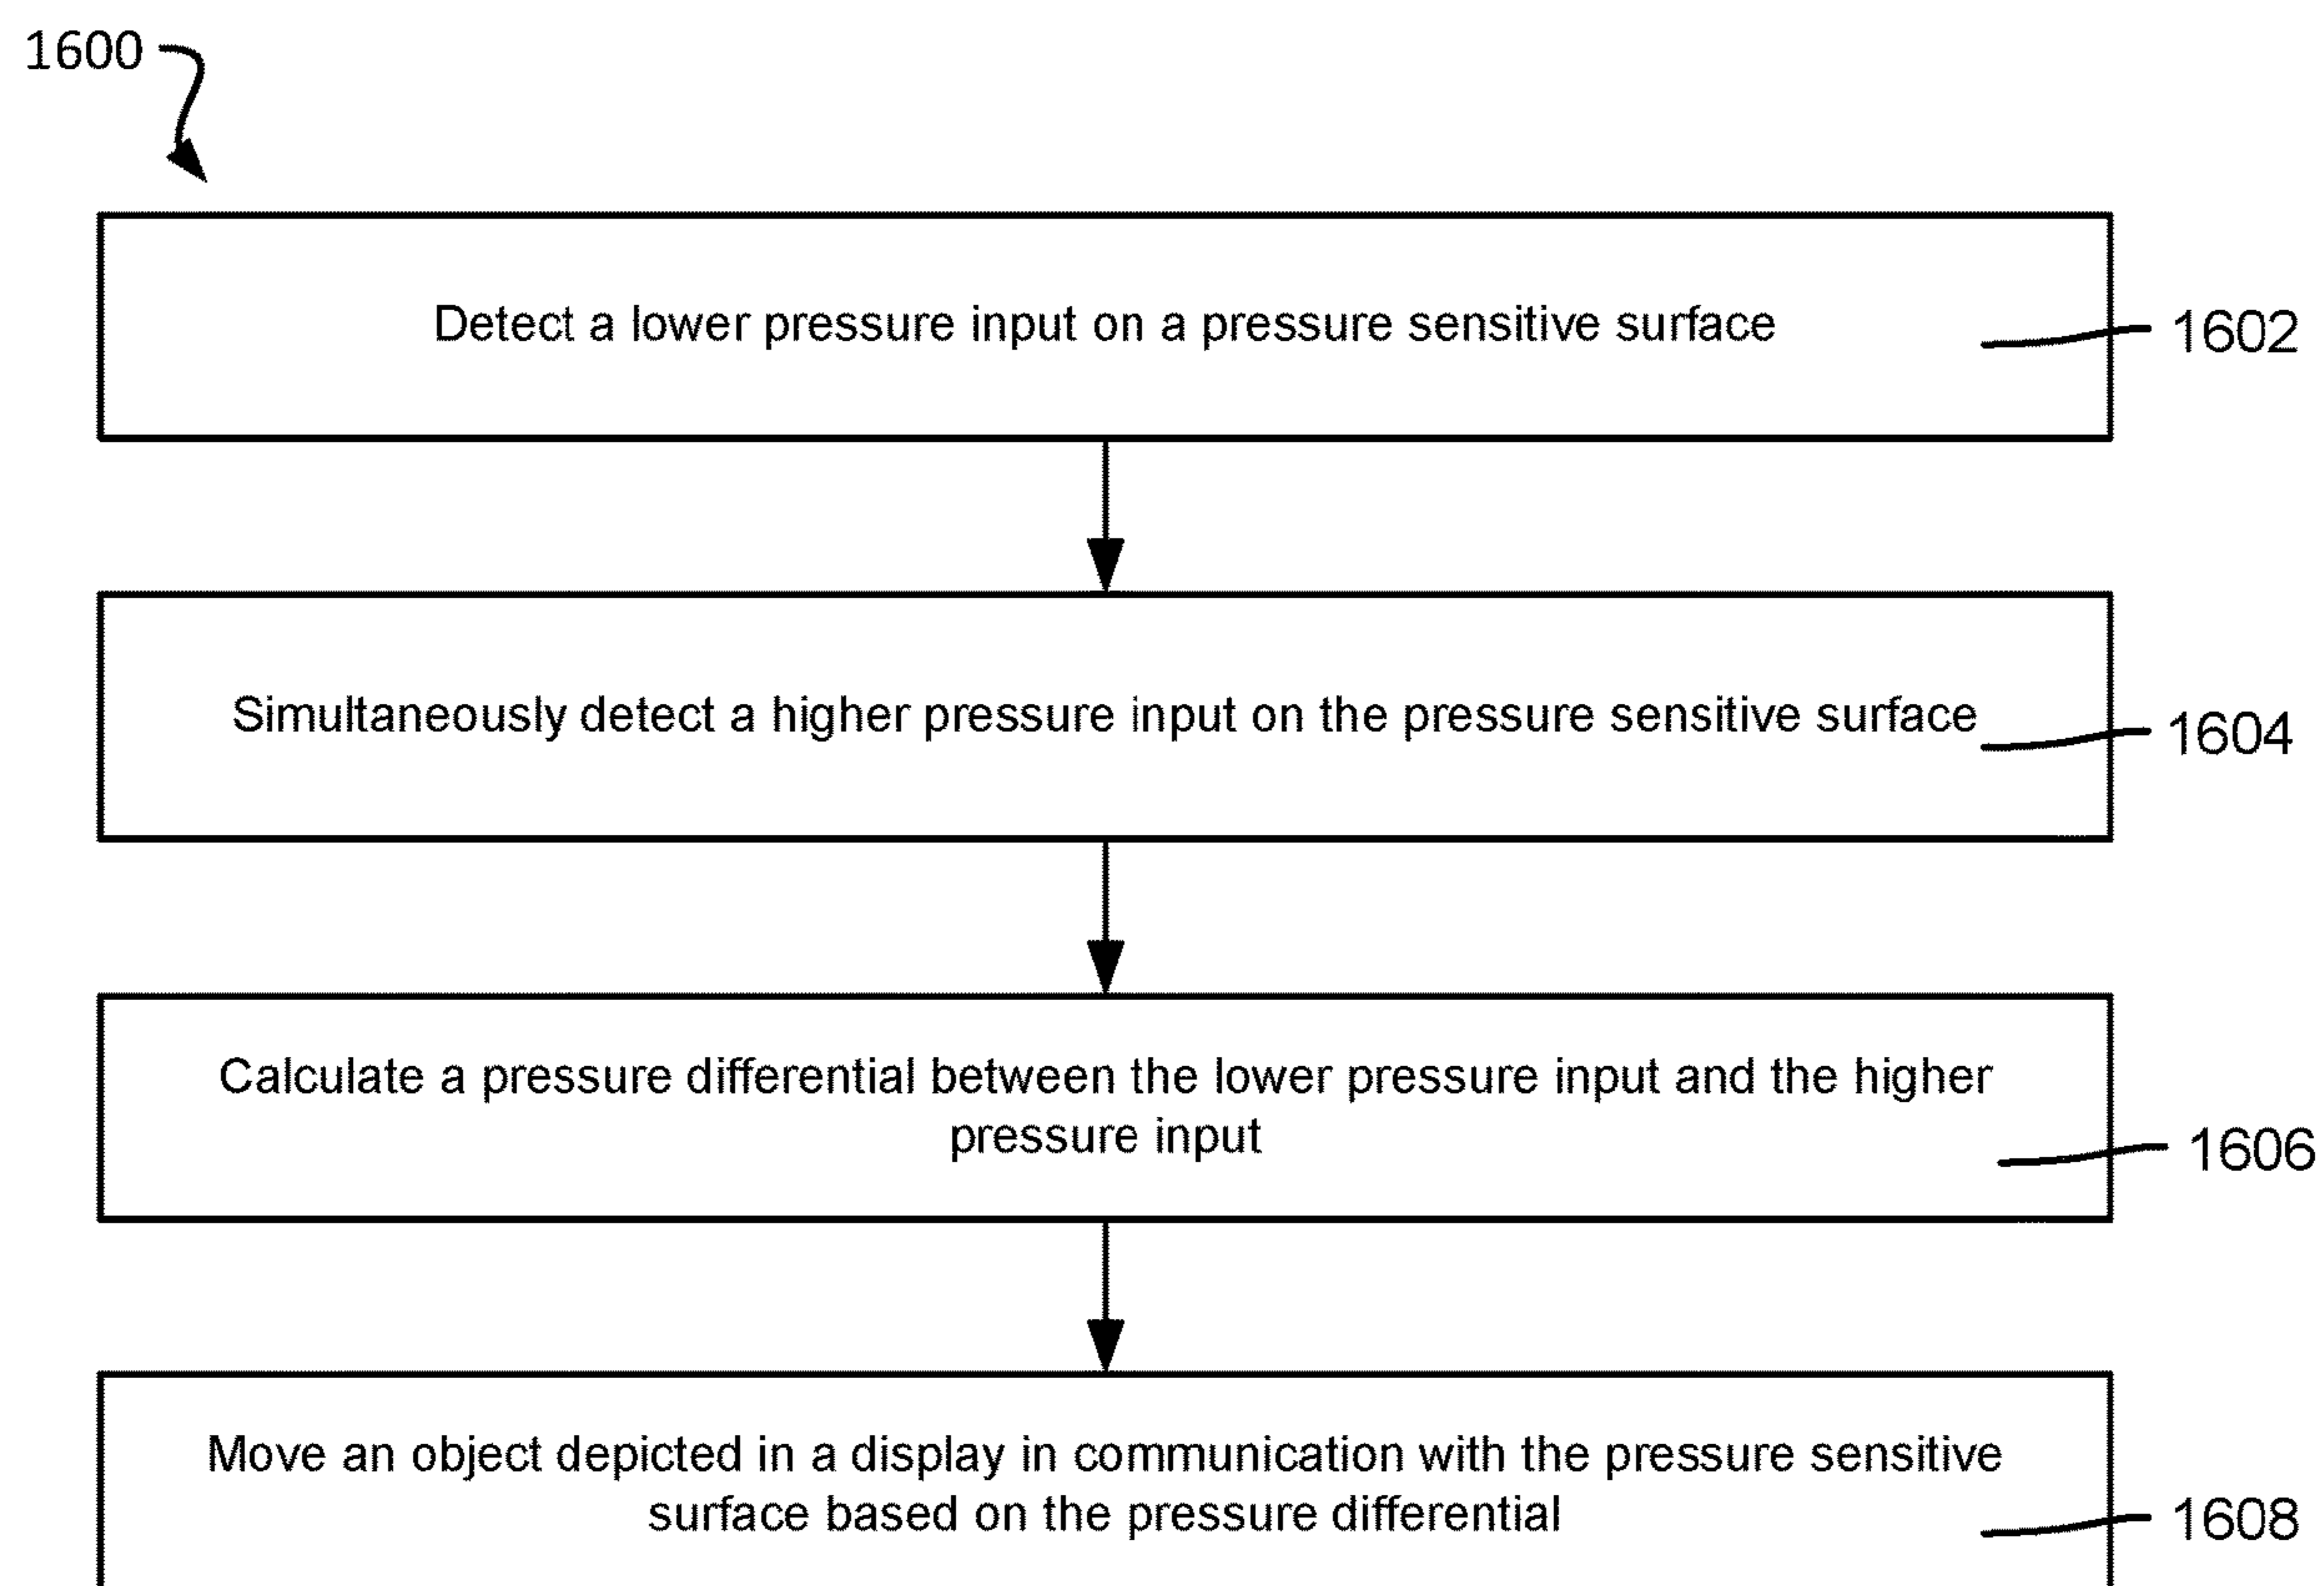 1600
Detect a lower pressure input on a pressure sensitive surface
1602
Simultaneously detect a higher pressure input on the pressure sensitive surface
1604
Calculate a pressure differential between the lower pressure input and the higher
pressure input
1606
Move an object depicted in a display in communication with the pressure sensitive
surface based on the pressure differential
1608